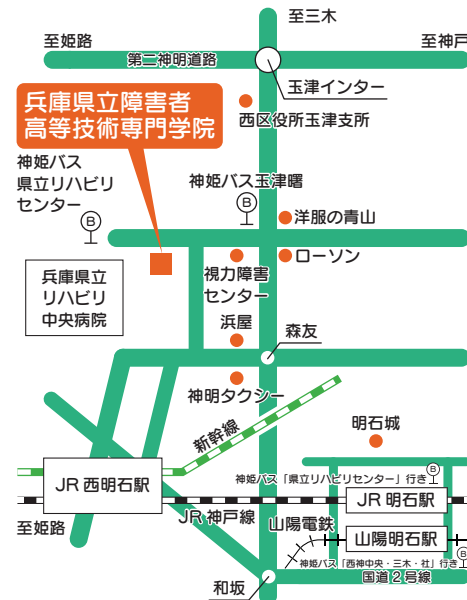 至三木
至姫路
至神戸
第二神明道路
玉津インター
兵庫県立障害者
高等技術専門学院
西区役所玉津支所
神姫バス
県立リハビリ
センター
B
神姫バス玉津曙
B
洋服の青山
ローソン
兵庫県立
リハビリ
中央病院
視力障害
センター
浜屋
森友
神明タクシー
新幹線
明石城
神姫バス「県立リハビリセンター」行き
B
JR 西明石駅
JR 明石駅
至姫路
JR 神戸線
山陽電鉄
山陽明石駅
神姫バス「西神中央・三木・社」行き
B
国道2号線
和坂